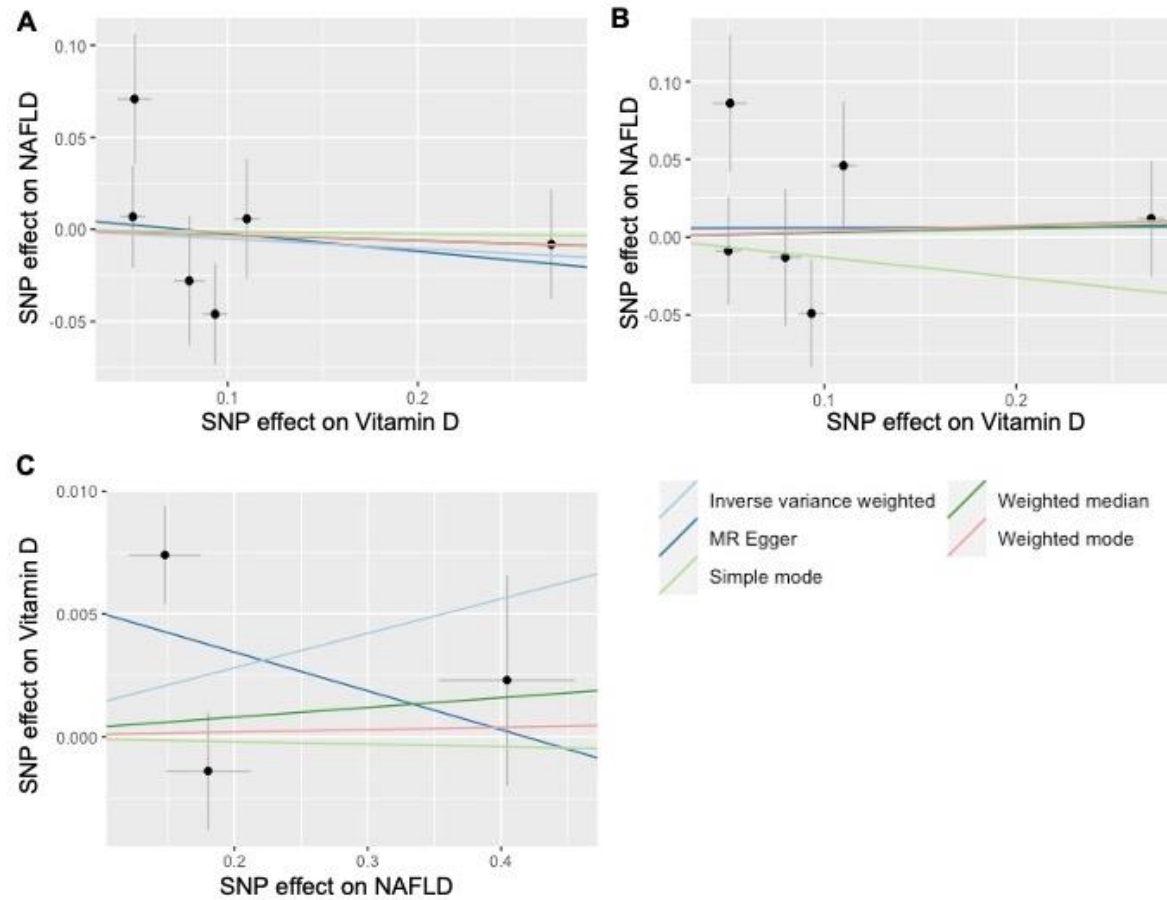 A
SNP effect on NAFLD
0.10
0.05
0.00
-0.05
0.1
0.2
SNP effect on Vitamin D
B
SNP effect on NAFLD
0.10
0.05
0.00
-0.05
0.1
0.2
SNP effect on Vitamin D
C
SNP effect on Vitamin D
0.010
0.005
0.000
0.2
0.3
0.4
SNP effect on NAFLD
Inverse variance weighted
MR Egger
Simple mode
Weighted median
Weighted mode